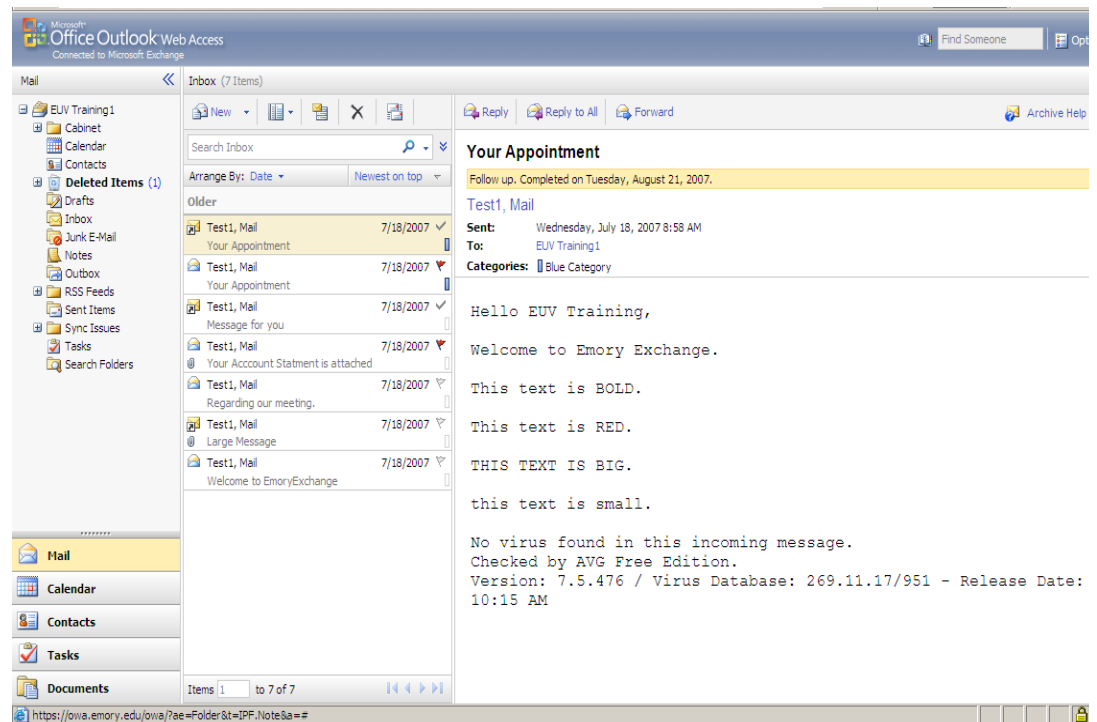 Microsoft®
Office Outlook Web Access
Connected to Microsoft Exchange
Find Someone
Opt
Mail
Inbox (7 Items)
EUV Training1
Cabinet
Calendar
Contacts
Deleted Items (1)
Drafts
Inbox
Junk E-Mail
Notes
Outbox
RSS Feeds
Sent Items
Sync Issues
Tasks
Search Folders
Mail
Calendar
Contacts
Tasks
Documents
New
Search Inbox
Arrange By: Date Newest on top
Older
Test1, Mail 7/18/2007
Your Appointment
Test1, Mail 7/18/2007
Your Appointment
Test1, Mail 7/18/2007
Message for you
Test1, Mail 7/18/2007
Your Acccount Statment is attached
Test1, Mail 7/18/2007
Regarding our meeting.
Test1, Mail 7/18/2007
Large Message
Test1, Mail 7/18/2007
Welcome to EmoryExchange
Items 1 to 7 of 7
Reply Reply to All Forward Archive Help
Your Appointment
Follow up. Completed on Tuesday, August 21, 2007.
Test1, Mail
Sent: Wednesday, July 18, 2007 8:58 AM
To: EUV Training1
Categories: Blue Category
Hello EUV Training,
Welcome to Emory Exchange.
This text is BOLD.
This text is RED.
THIS TEXT IS BIG.
this text is small.
No virus found in this incoming message.
Checked by AVG Free Edition.
Version: 7.5.476 / Virus Database: 269.11.17/951 - Release Date:
10:15 AM
https://owa.emory.edu/owa/?ae=Folder&t=IPF.Note&a=#